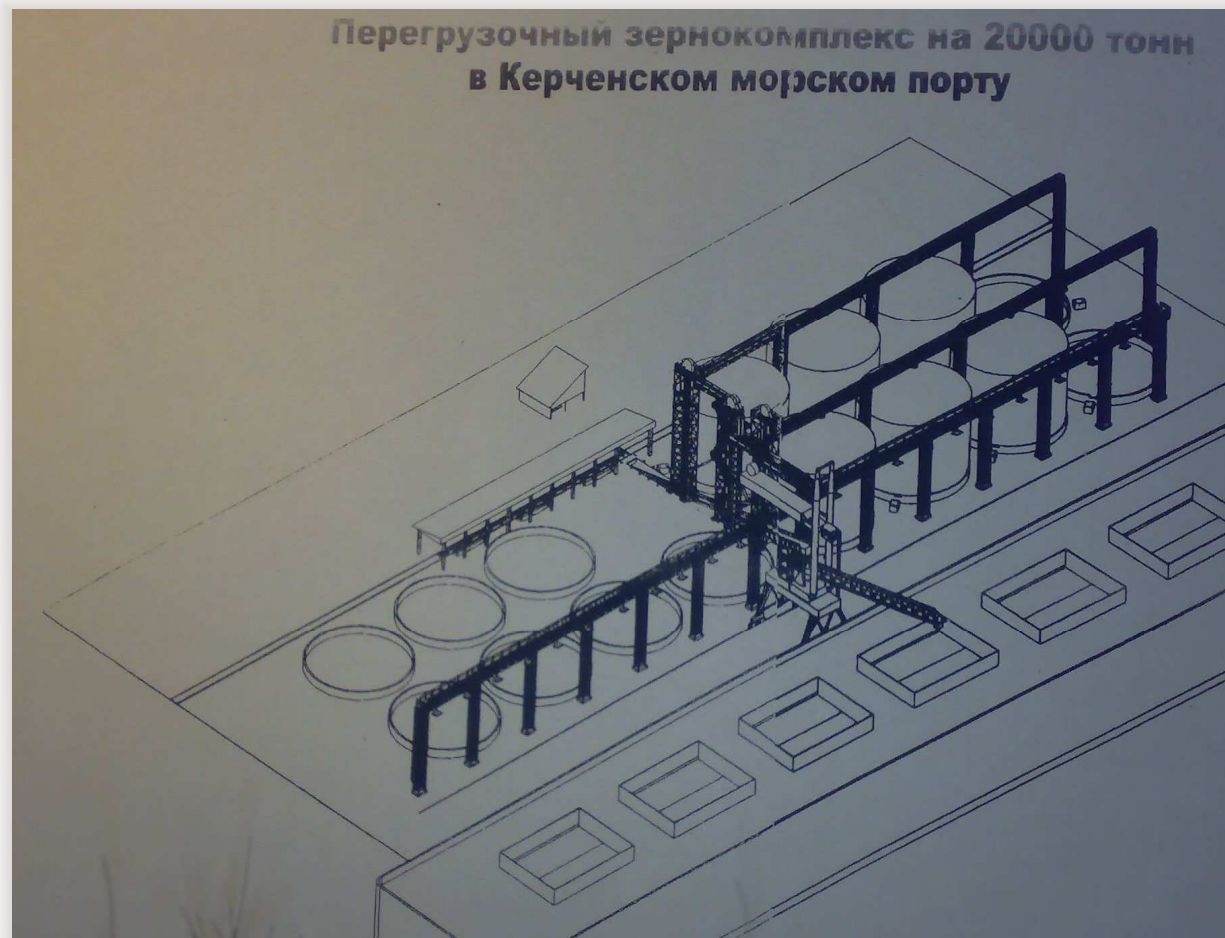 Перегрузочный зернокомплекс на 20000 тонн
в Керченском морском порту